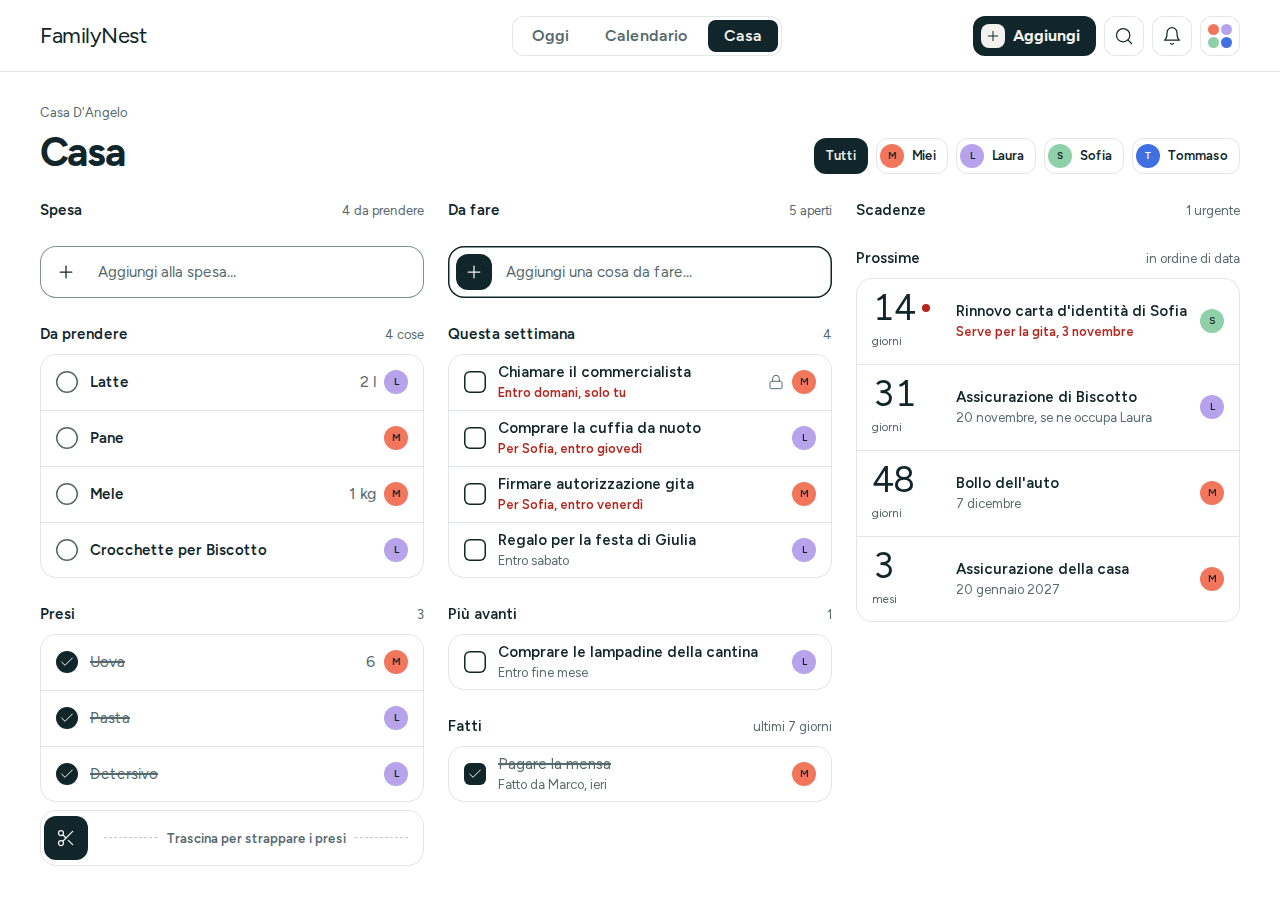 FamilyNest
Oggi
Calendario
Casa
Aggiungi
Casa D'Angelo
Casa
Tutti
M Miei
L Laura
S Sofia
T Tommaso
Spesa
4 da prendere
Aggiungi alla spesa...
Da prendere
4 cose
Latte
2 l
L
Pane
M
Mele
1 kg
M
Crocchette per Biscotto
L
Presi
3
Uova
6
M
Pasta
L
Detersivo
L
Trascina per strappare i presi
Da fare
5 aperti
Aggiungi una cosa da fare...
Questa settimana
4
Chiamare il commercialista
Entro domani, solo tu
M
Comprare la cuffia da nuoto
Per Sofia, entro giovedì
L
Firmare autorizzazione gita
Per Sofia, entro venerdì
M
Regalo per la festa di Giulia
Entro sabato
L
Più avanti
1
Comprare le lampadine della cantina
Entro fine mese
L
Fatti
ultimi 7 giorni
Pagare la mensa
Fatto da Marco, ieri
M
Scadenze
1 urgente
Prossime
in ordine di data
14
giorni
Rinnovo carta d'identità di Sofia
Serve per la gita, 3 novembre
S
31
giorni
Assicurazione di Biscotto
20 novembre, se ne occupa Laura
L
48
giorni
Bollo dell'auto
7 dicembre
M
3
mesi
Assicurazione della casa
20 gennaio 2027
M